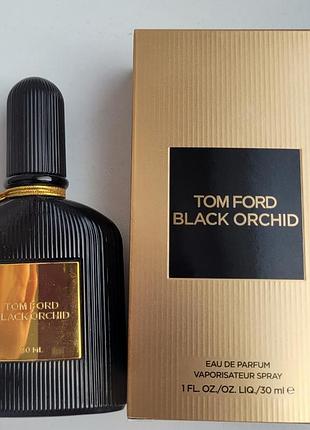 TOM FORD
BLACK ORCHID
30 ML
TOM FORD
BLACK ORCHID
EAU DE PARFUM
VAPORISATEUR SPRAY
1 FL. OZ./OZ. LIQ./30 ml e